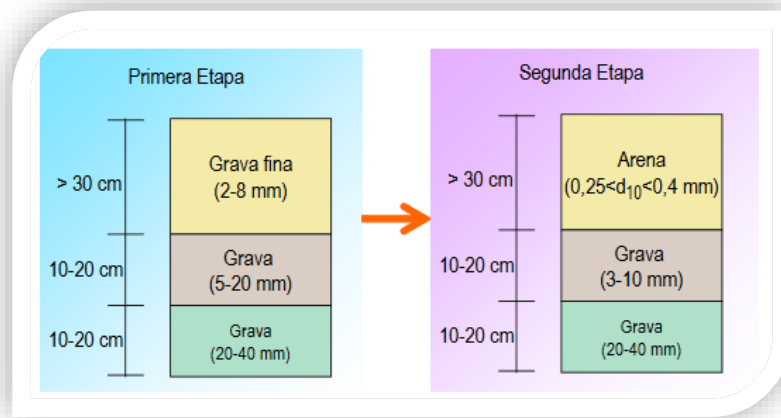 Primera Etapa
> 30 cm
Grava fina
(2-8 mm)
10-20 cm
Grava
(5-20 mm)
10-20 cm
Grava
(20-40 mm)
Segunda Etapa
> 30 cm
Arena
(0,25<d10<0,4 mm)
10-20 cm
Grava
(3-10 mm)
10-20 cm
Grava
(20-40 mm)